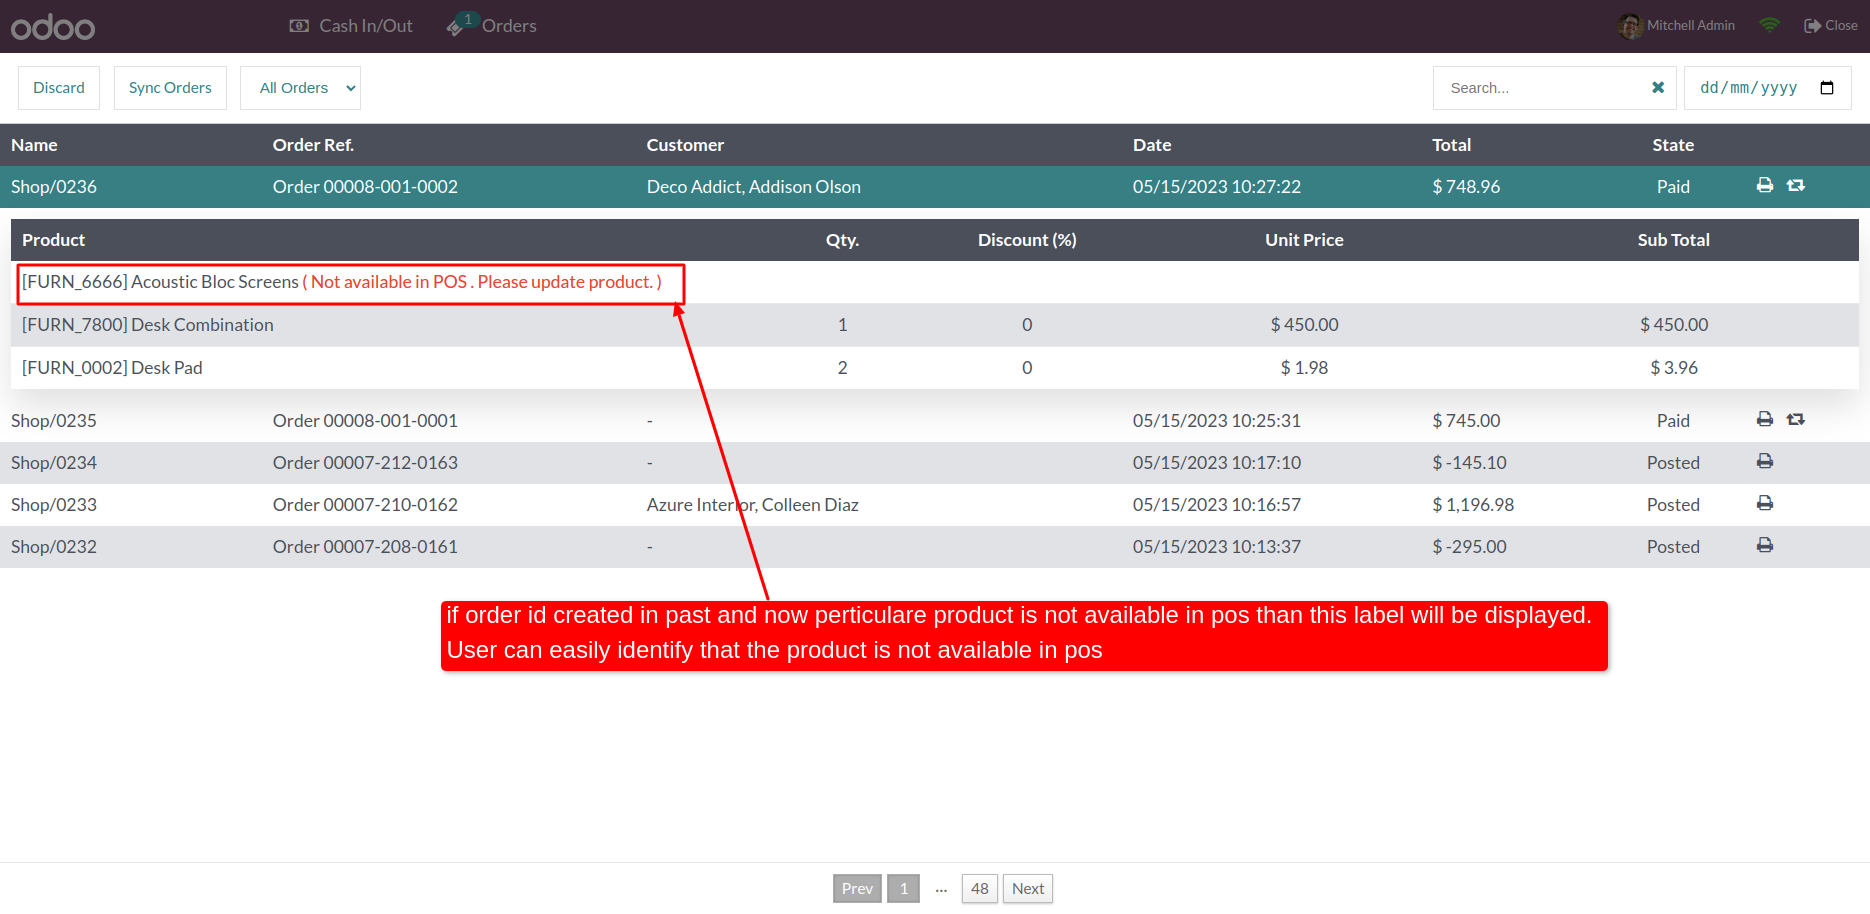 odoo Cash In/Out 1 Orders Mitchell Admin Close
Discard Sync Orders All Orders Search... dd/mm/yyyy
Name Order Ref. Customer Date Total State
Shop/0236 Order 00008-001-0002 Deco Addict, Addison Olson 05/15/2023 10:27:22 $ 748.96 Paid
Product Qty. Discount (%) Unit Price Sub Total
[FURN_6666] Acoustic Bloc Screens ( Not available in POS . Please update product. )
[FURN_7800] Desk Combination 1 0 $ 450.00 $ 450.00
[FURN_0002] Desk Pad 2 0 $ 1.98 $ 3.96
Shop/0235 Order 00008-001-0001 - 05/15/2023 10:25:31 $ 745.00 Paid
Shop/0234 Order 00007-212-0163 - 05/15/2023 10:17:10 $ -145.10 Posted
Shop/0233 Order 00007-210-0162 Azure Interior, Colleen Diaz 05/15/2023 10:16:57 $ 1,196.98 Posted
Shop/0232 Order 00007-208-0161 - 05/15/2023 10:13:37 $ -295.00 Posted
if order id created in past and now perticulare product is not available in pos than this label will be displayed.
User can easily identify that the product is not available in pos
Prev 1 ... 48 Next